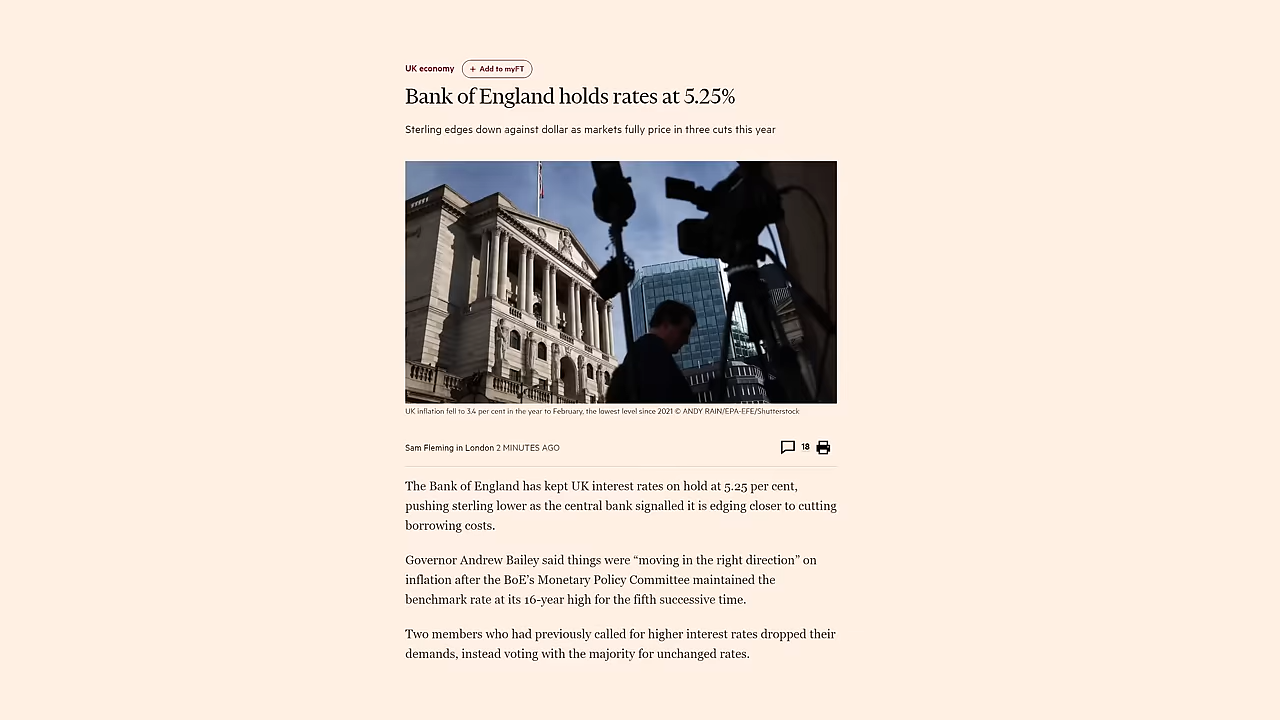 UK economy + Add to myFT
Bank of England holds rates at 5.25%
Sterling edges down against dollar as markets fully price in three cuts this year
UK inflation fell to 3.4 per cent in the year to February, the lowest level since 2021 © ANDY RAIN/EPA-EFE/Shutterstock
Sam Fleming in London 2 MINUTES AGO 18
The Bank of England has kept UK interest rates on hold at 5.25 per cent,
pushing sterling lower as the central bank signalled it is edging closer to cutting
borrowing costs.
Governor Andrew Bailey said things were “moving in the right direction” on
inflation after the BoE’s Monetary Policy Committee maintained the
benchmark rate at its 16-year high for the fifth successive time.
Two members who had previously called for higher interest rates dropped their
demands, instead voting with the majority for unchanged rates.